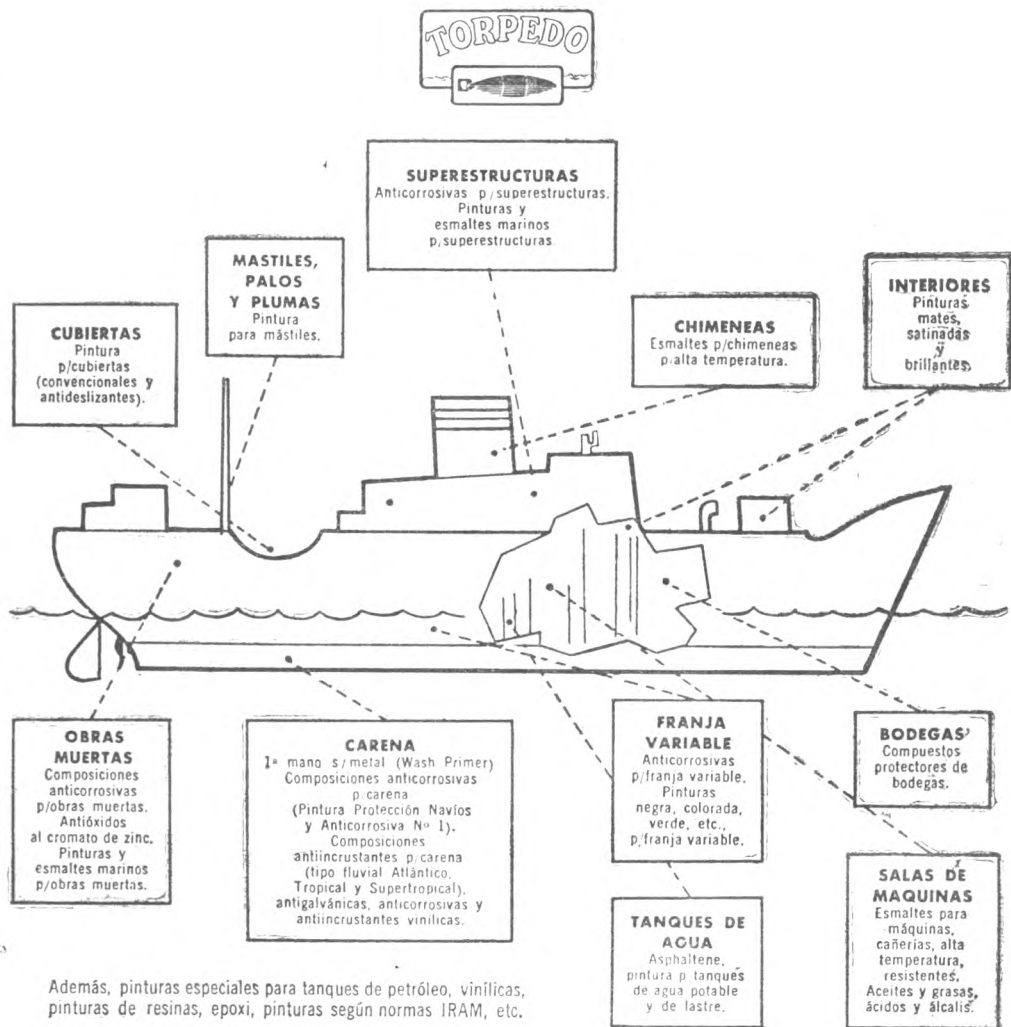 TORPEDO
SUPERESTRUCTURAS
Anticorrosivas p/superestructuras.
Pinturas y
esmaltes marinos
p/superestructuras
MASTILES,
PALOS
Y PLUMAS
Pintura
para mástiles.
INTERIORES
Pinturas
mates,
satinadas
y
brillantes.
CUBIERTAS
Pintura
p/cubiertas
(convencionales y
antideslizantes).
CHIMENEAS
Esmaltes p/chimeneas
p/alta temperatura.
OBRAS
MUERTAS
Composiciones
anticorrosivas
p/obras muertas.
Antióxidos
al cromato de zinc.
Pinturas y
esmaltes marinos
p/obras muertas.
CARENA
1ª mano s/metal (Wash Primer)
Composiciones anticorrosivas
p/carena
(Pintura Protección Navíos
y Anticorrosiva Nº 1).
Composiciones
antiincrustantes p/carena
(tipo fluvial Atlántico,
Tropical y Supertropical),
antigalvánicas, anticorrosivas y
antiincrustantes vinílicas.
FRANJA
VARIABLE
Anticorrosivas
p/franja variable.
Pinturas
negra, colorada,
verde, etc.,
p/franja variable.
BODEGAS
Compuestos
protectores de
bodegas.
TANQUES DE
AGUA
Asphaltene,
pintura p tanques
de agua potable
y de lastre.
SALAS DE
MAQUINAS
Esmaltes para
máquinas,
cañerías, alta
temperatura,
resistentes.
Aceites y grasas,
ácidos y álcalis.
Además, pinturas especiales para tanques de petróleo, vinílicas,
pinturas de resinas, epoxi, pinturas según normas IRAM, etc.